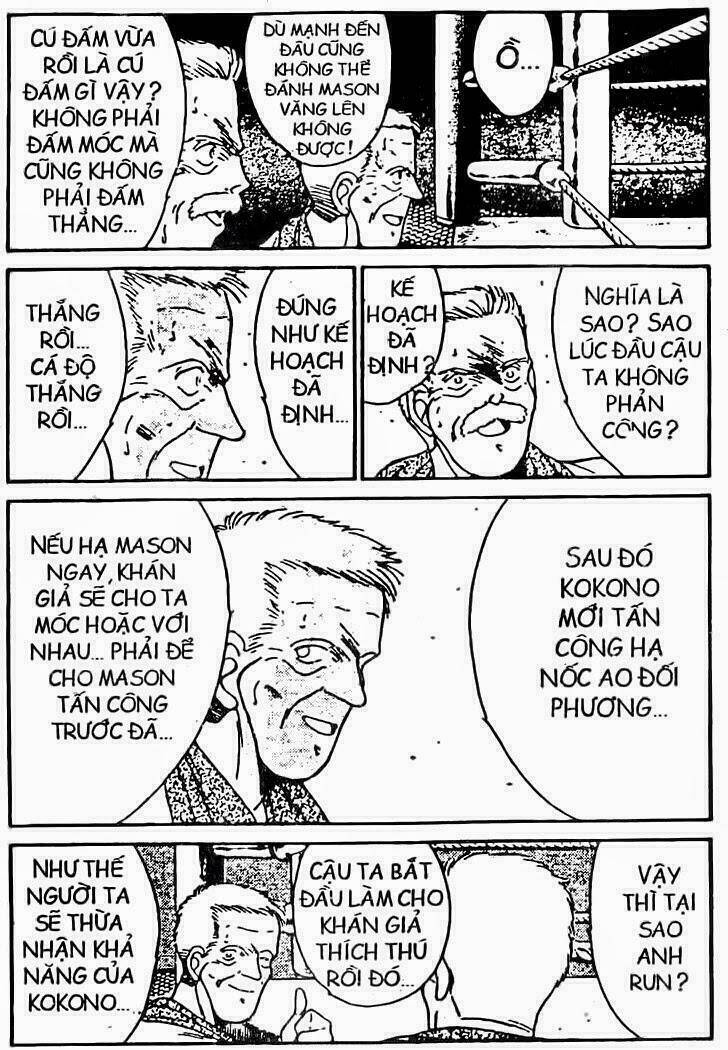 CÚ ĐẤM VỪA
RỒI LÀ CÚ
ĐẤM GÌ VẬY?
KHÔNG PHẢI
ĐẤM MÓC MÀ
CŨNG KHÔNG
PHẢI ĐẤM
THẲNG...
DÙ MẠNH ĐẾN
ĐÂU CŨNG
KHÔNG THỂ
ĐÁNH MASON
VĂNG LÊN
KHÔNG
ĐƯỢC!
Ồ...
THẮNG
RỒI...
CÁ ĐỘ
THẮNG
RỒI...
ĐÚNG
NHƯ KẾ
HOẠCH
ĐÃ
ĐỊNH...
KẾ
HOẠCH
ĐÃ
ĐỊNH?
NGHĨA LÀ
SAO? SAO
LÚC ĐẦU CẬU
TA KHÔNG
PHẢN
CÔNG?
NẾU HẠ MASON
NGAY, KHÁN
GIẢ SẼ CHO TA
MÓC HOẶC VỚI
NHAU... PHẢI ĐỂ
CHO MASON
TẤN CÔNG
TRƯỚC ĐÃ...
SAU ĐÓ
KOKONO
MỚI TẤN
CÔNG HẠ
NỐC AO ĐỐI
PHƯƠNG...
NHƯ THẾ
NGƯỜI TA
SẼ THỪA
NHẬN KHẢ
NĂNG CỦA
KOKONO...
CẬU TA BẮT
ĐẦU LÀM CHO
KHÁN GIẢ
THÍCH THÚ
RỒI ĐÓ...
VẬY
THÌ TẠI
SAO
ANH
RUN?